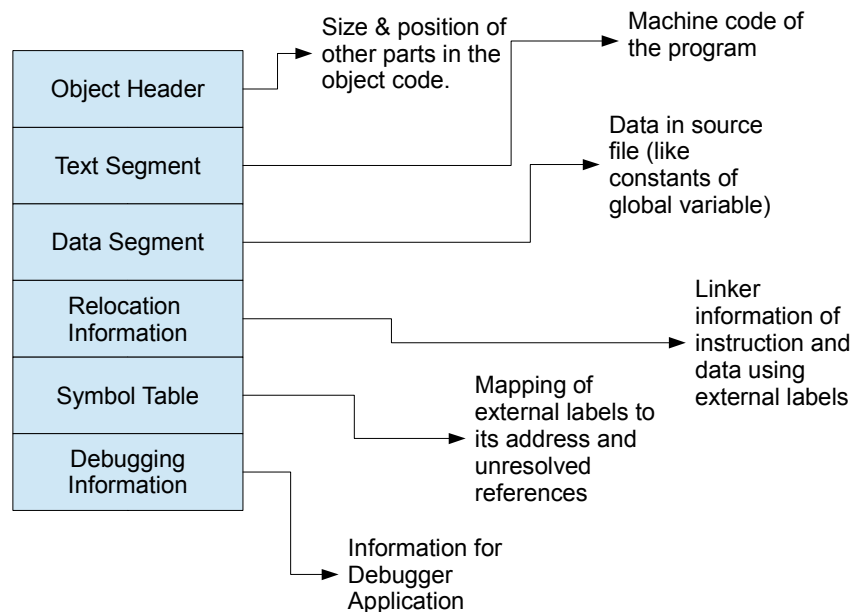 Object Header
Size & position of
other parts in the
object code.
Text Segment
Machine code of
the program
Data Segment
Data in source
file (like
constants of
global variable)
Relocation
Information
Linker
information of
instruction and
data using
external labels
Symbol Table
Mapping of
external labels to
its address and
unresolved
references
Debugging
Information
Information for
Debugger
Application